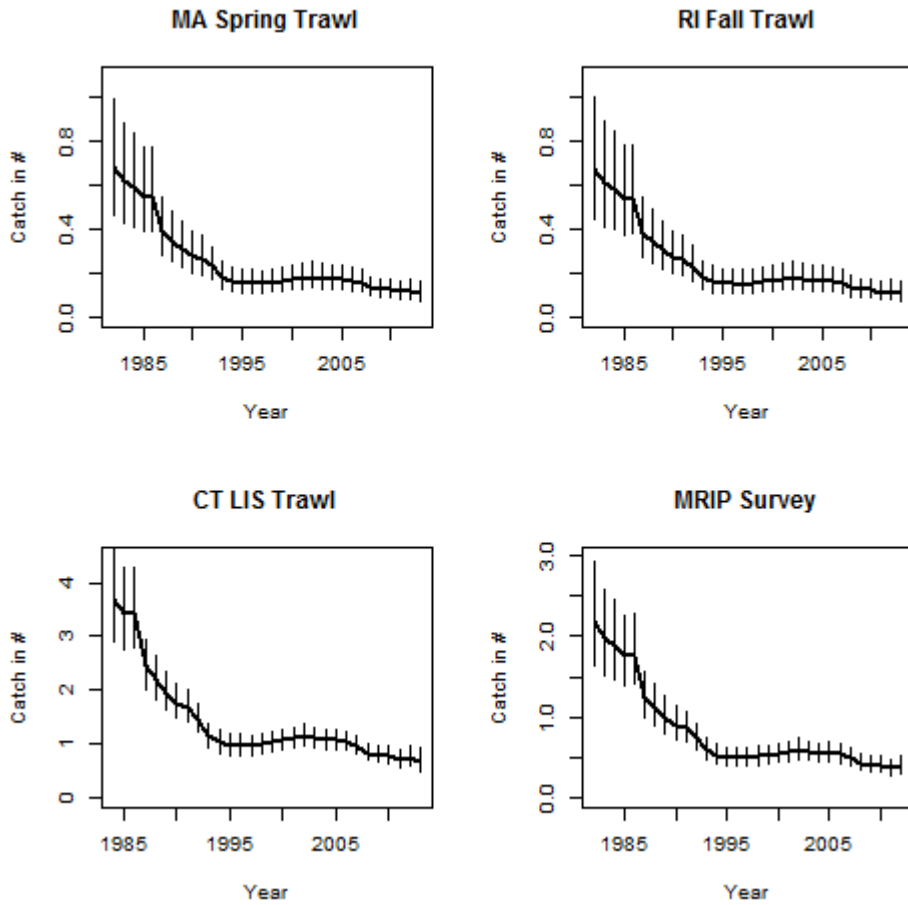 MA Spring Trawl
Catch in #
0.0 0.4 0.8
1985 1995 2005
Year
RI Fall Trawl
Catch in #
0.0 0.4 0.8
1985 1995 2005
Year
CT LIS Trawl
Catch in #
0 1 2 3 4
1985 1995 2005
Year
MRIP Survey
Catch in #
0.0 1.0 2.0 3.0
1985 1995 2005
Year